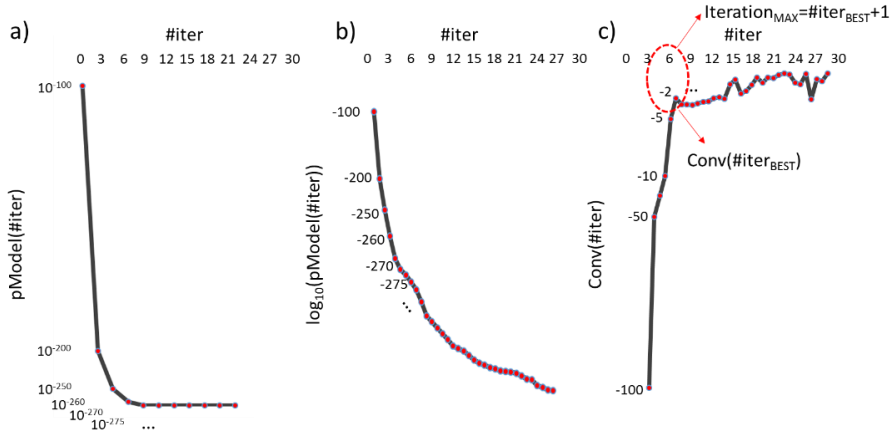 a)
#iter
0 3 6 9 12 15 18 21 24 27 30
10-100
10-200
10-250
10-260
10-270
10-275
...
pModel(#iter)
b)
#iter
0 3 6 9 12 15 18 21 24 27 30
-100
-200
-250
-260
-270
-275
...
log10(pModel(#iter))
c)
IterationMAX=#iterBEST+1
#iter
0 3 6 9 12 15 18 21 24 27 30
-2
...
-5
Conv(#iterBEST)
-10
-50
-100
Conv(#iter)